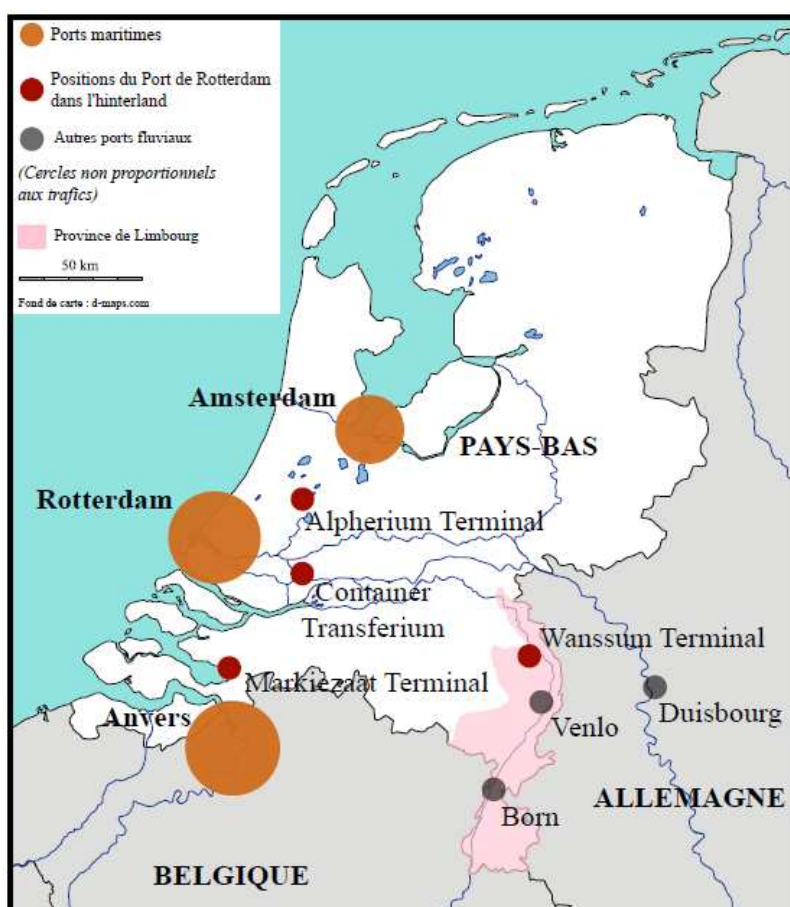 Ports maritimes
Positions du Port de Rotterdam
dans l'hinterland
Autres ports fluviaux
(Cercles non proportionnels
aux trafics)
Province de Limbourg
50 km
Fond de carte : d-maps.com
Amsterdam
PAYS-BAS
Rotterdam
Alpherium Terminal
Container
Transferium
Wanssum Terminal
Markiezaat Terminal
Anvers
Venlo
Duisbourg
ALLEMAGNE
Born
BELGIQUE